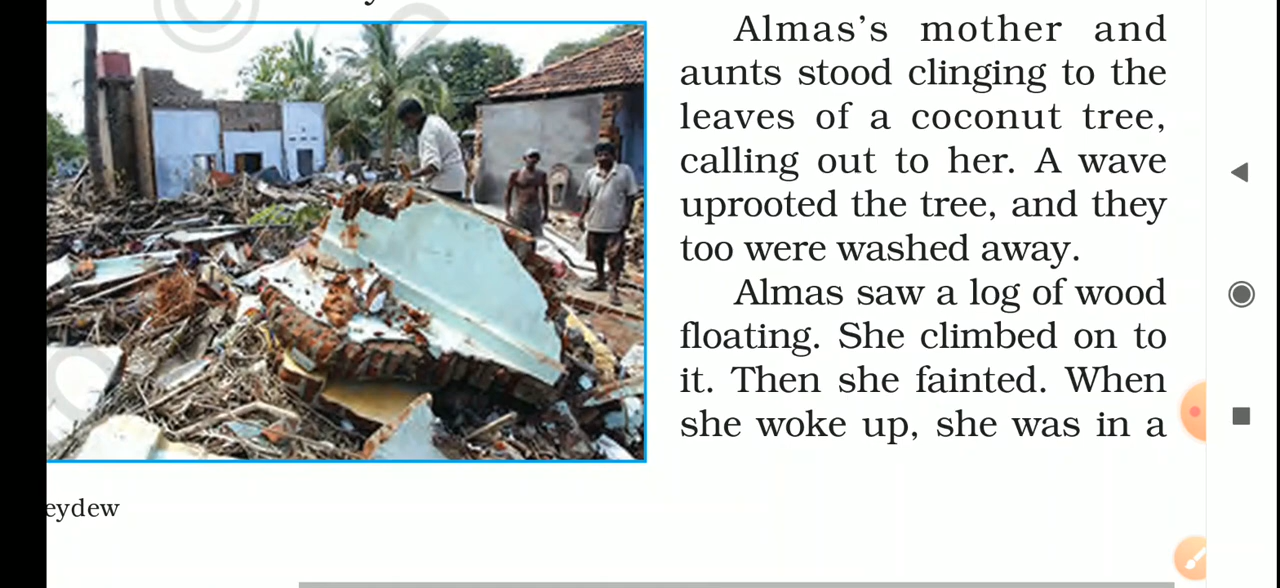 Almas's mother and
aunts stood clinging to the
leaves of a coconut tree,
calling out to her. A wave
uprooted the tree, and they
too were washed away.
Almas saw a log of wood
floating. She climbed on to
it. Then she fainted. When
she woke up, she was in a
eydew